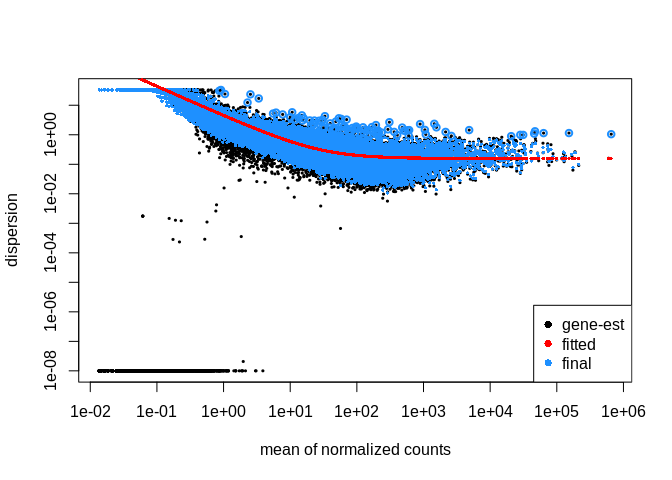 1e+00
1e-02
1e-04
1e-06
1e-08
dispersion
gene-est
fitted
final
1e-02 1e-01 1e+00 1e+01 1e+02 1e+03 1e+04 1e+05 1e+06
mean of normalized counts